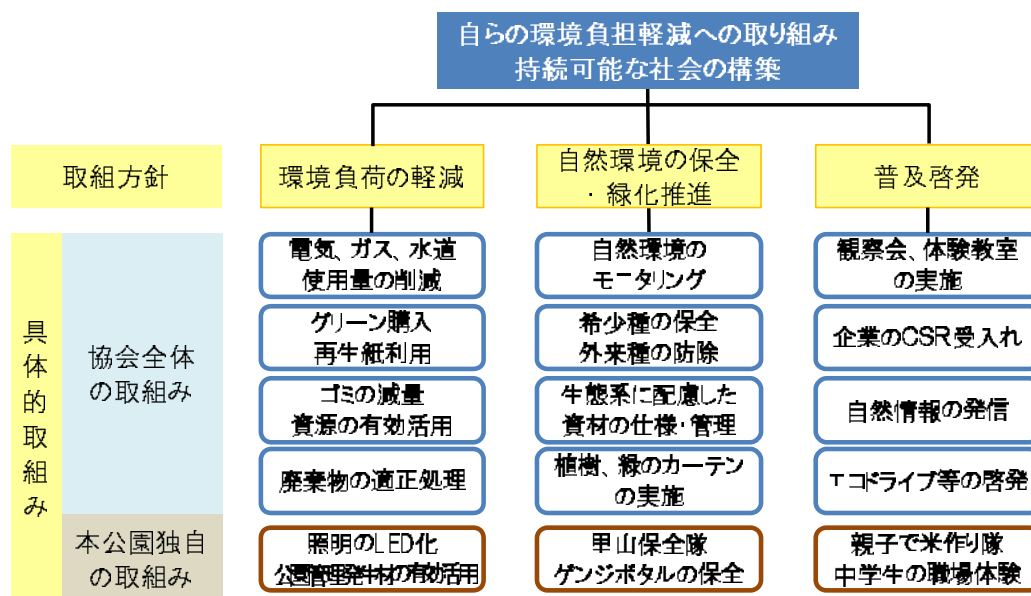 自らの環境負担軽減への取り組み
持続可能な社会の構築
取組方針
環境負荷の軽減
自然環境の保全
・緑化推進
普及啓発
具体的取組み
協会全体
の取組み
電気、ガス、水道
使用量の削減
自然環境の
モニタリング
観察会、体験教室
の実施
グリーン購入
再生紙利用
希少種の保全
外来種の防除
企業のCSR受入れ
ゴミの減量
資源の有効活用
生態系に配慮した
資材の仕様・管理
自然情報の発信
廃棄物の適正処理
植樹、緑のカーテン
の実施
エコドライブ等の啓発
本公園独自
の取組み
照明のLED化
公園管理発生材の有効活用
里山保全隊
ゲンジボタルの保全
親子で米作り隊
中学生の職場体験